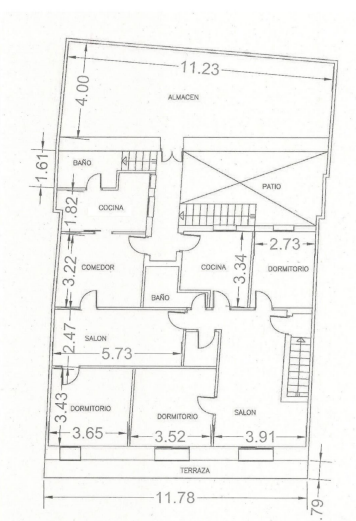 11.23
4.00
ALMACEN
1.61
BAÑO
PATIO
1.82
COCINA
2.73
3.22
COMEDOR
COCINA
3.34
DORMITORIO
BAÑO
2.47
SALON
5.73
3.43
DORMITORIO
DORMITORIO
SALON
3.65
3.52
3.91
TERRAZA
11.78
.79